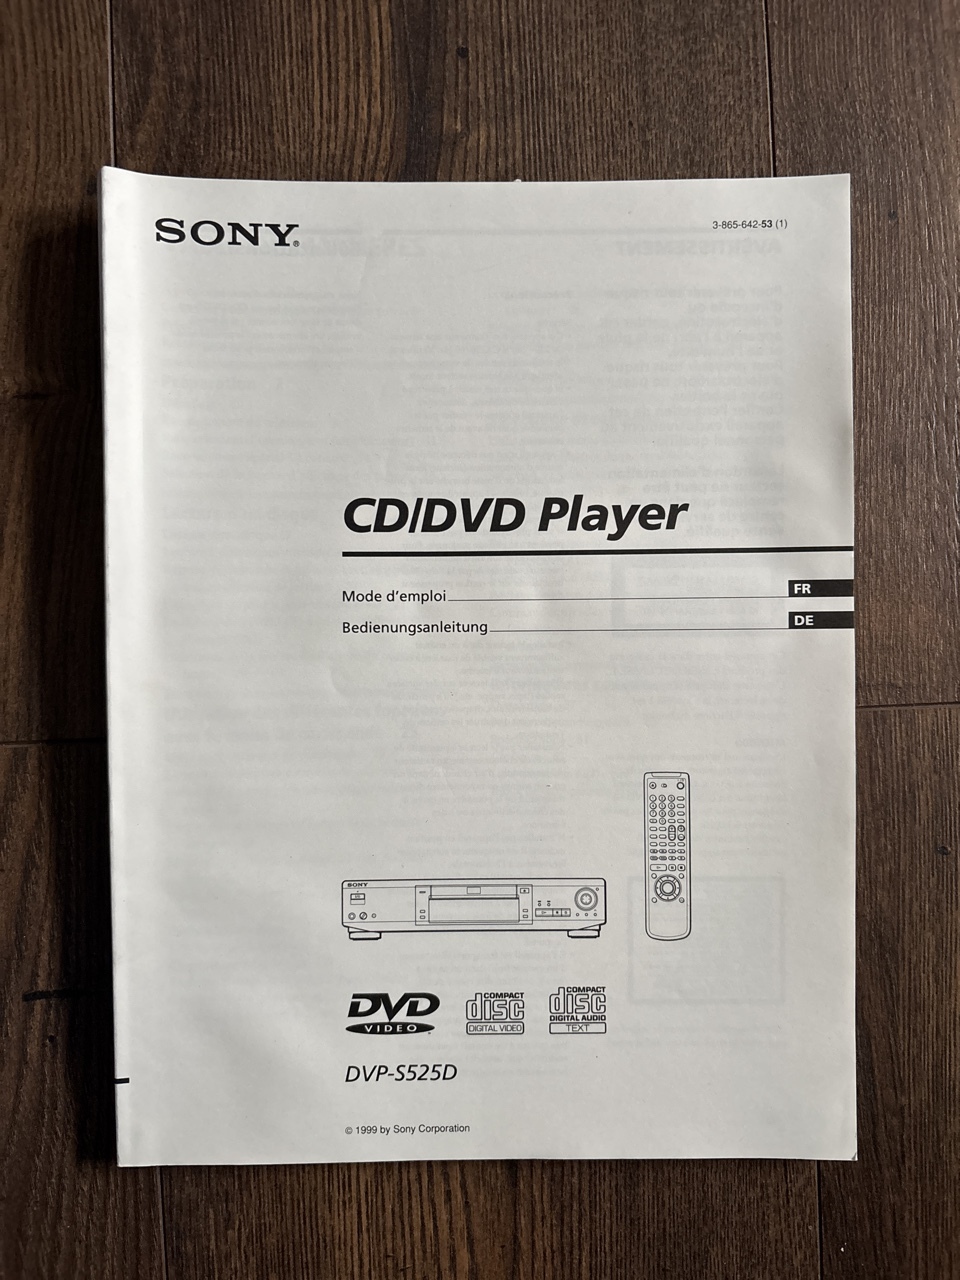 SONY®
3-865-642-53 (1)
AVERTISSEMENT
CD/DVD Player
Mode d'emploi
FR
Bedienungsanleitung
DE
SONY
DVD
VIDEO
COMPACT
disc
DIGITAL VIDEO
COMPACT
disc
DIGITAL AUDIO
TEXT
DVP-S525D
© 1999 by Sony Corporation